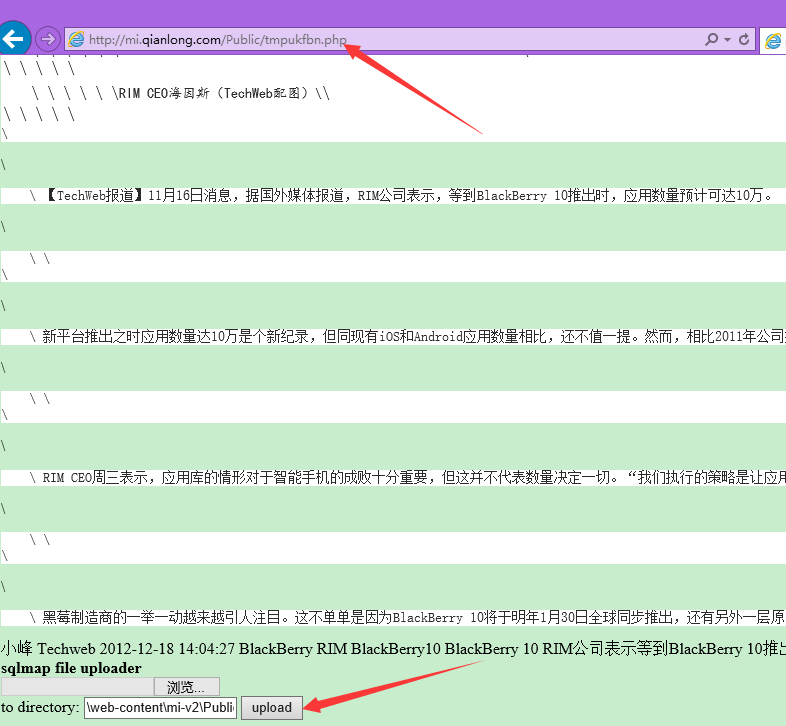 http://mi.qianlong.com/Public/tmpukfbn.php
\ \ \ \ \
\ \ \ \ \ \RIM CEO海因斯（TechWeb配图）\\
\ \ \ \ \
\
\
\ 【TechWeb报道】11月16日消息，据国外媒体报道，RIM公司表示，等到BlackBerry 10推出时，应用数量预计可达10万。
\
\ \
\
\
\ 新平台推出之时应用数量达10万是个新纪录，但同现有iOS和Android应用数量相比，还不值一提。然而，相比2011年公司
\
\ \
\
\
\ RIM CEO周三表示，应用库的情形对于智能手机的成败十分重要，但这并不代表数量决定一切。“我们执行的策略是让应用
\
\ \
\
\
\ 黑莓制造商的一举一动越来越引人注目。这不单单是因为BlackBerry 10将于明年1月30日全球同步推出，还有另外一层原
小峰 Techweb 2012-12-18 14:04:27 BlackBerry RIM BlackBerry10 BlackBerry 10 RIM公司表示等到BlackBerry 10推出
sqlmap file uploader
浏览...
to directory: \web-content\mi-v2\Public upload